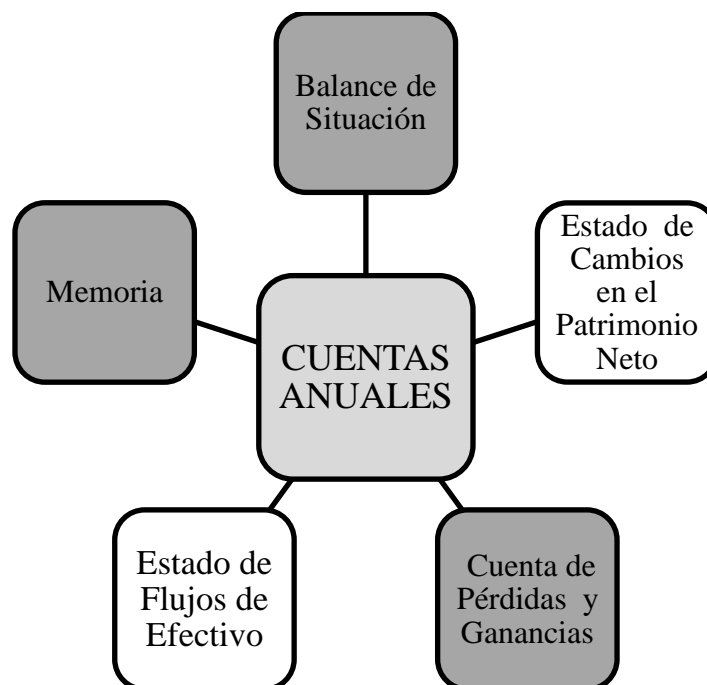 Balance de
Situación
Estado de
Cambios
en el
Patrimonio
Neto
Memoria
CUENTAS
ANUALES
Estado de
Flujos de
Efectivo
Cuenta de
Pérdidas y
Ganancias